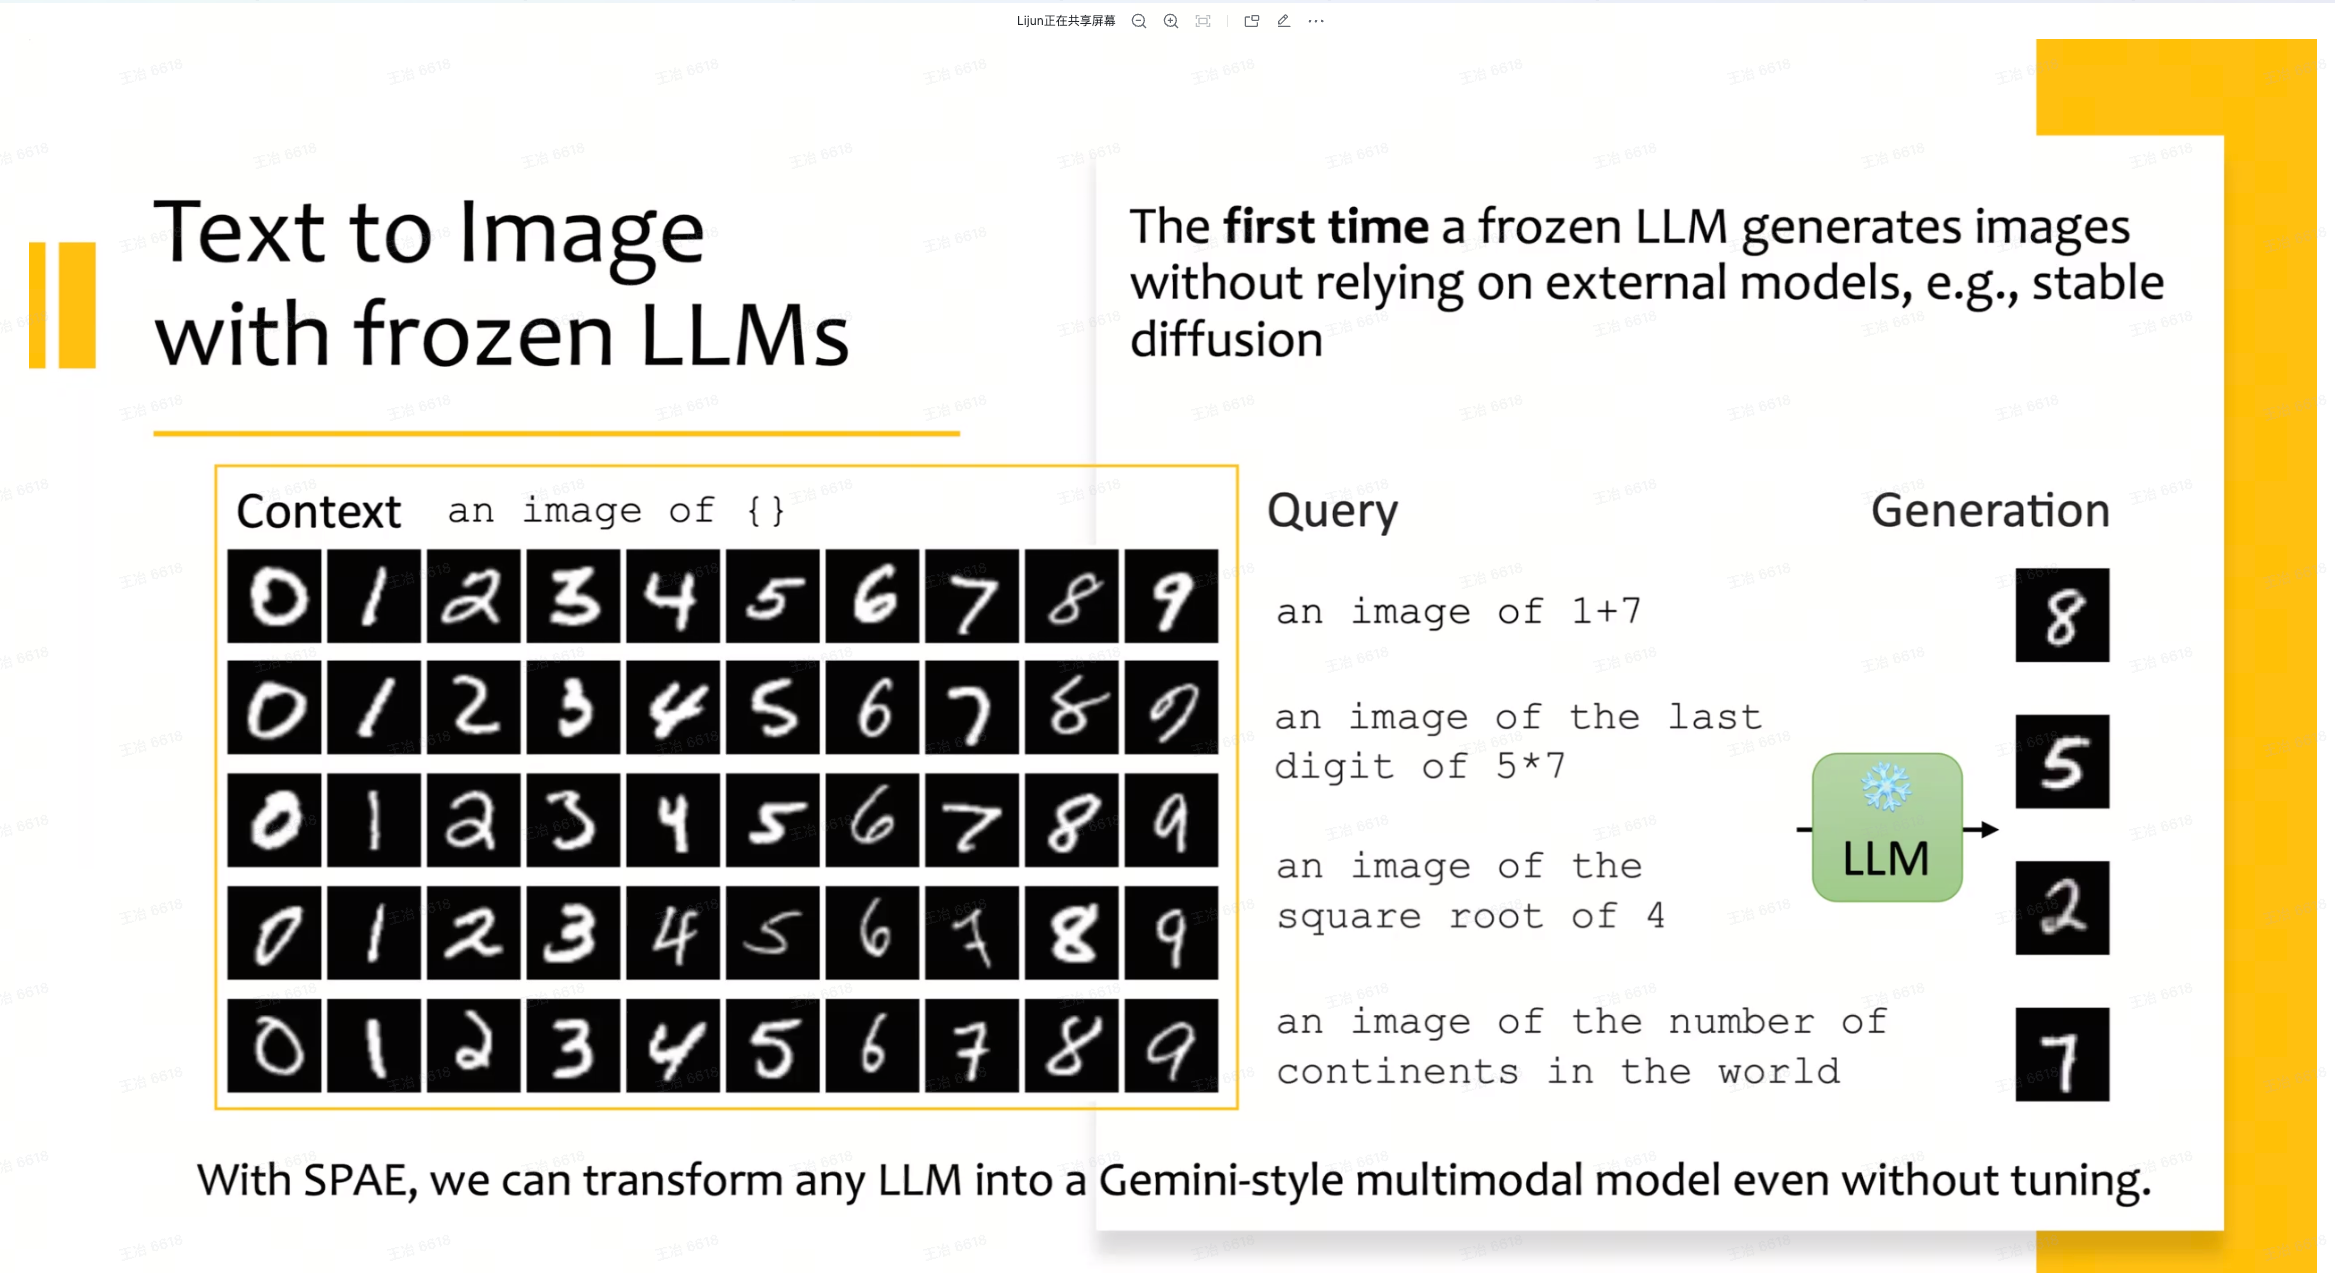 Lijun正在共享屏幕
Text to Image
with frozen LLMs
The first time a frozen LLM generates images
without relying on external models, e.g., stable
diffusion
Context an image of {}
0 1 2 3 4 5 6 7 8 9
0 1 2 3 4 5 6 7 8 9
0 1 2 3 4 5 6 7 8 9
0 1 2 3 4 5 6 7 8 9
0 1 2 3 4 5 6 7 8 9
Query
an image of 1+7
an image of the last
digit of 5*7
an image of the
square root of 4
an image of the number of
continents in the world
LLM
Generation
8
5
2
7
With SPAE, we can transform any LLM into a Gemini-style multimodal model even without tuning.
王冶 6618